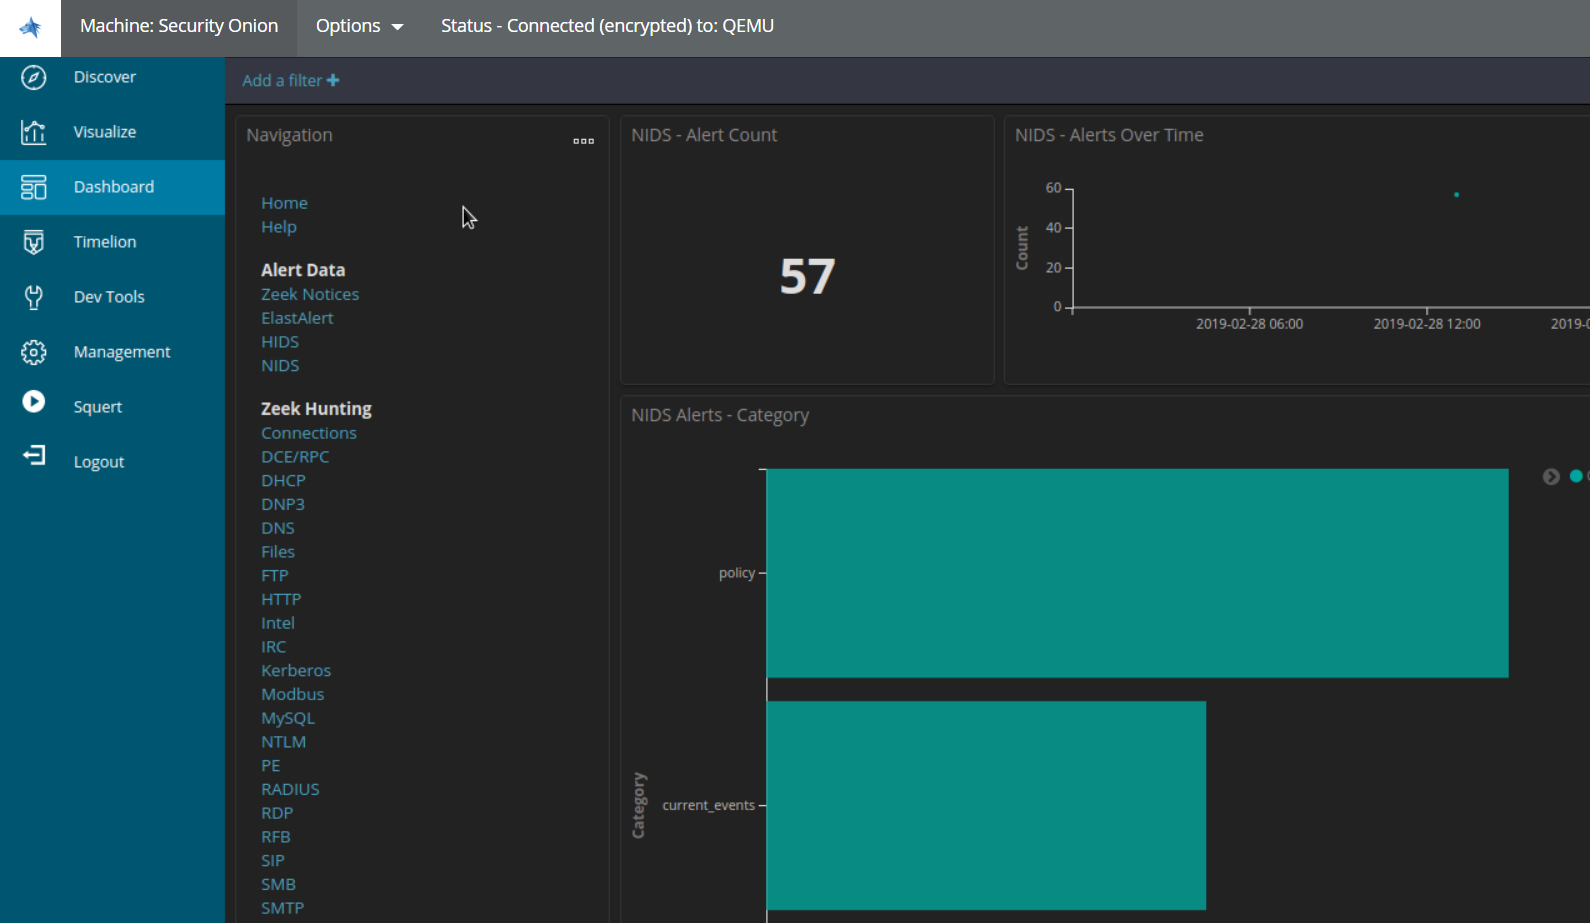 Machine: Security Onion
Options
Status - Connected (encrypted) to: QEMU
Discover
Visualize
Dashboard
Timelion
Dev Tools
Management
Squert
Logout
Add a filter +
Navigation
Home
Help
Alert Data
Zeek Notices
ElastAlert
HIDS
NIDS
Zeek Hunting
Connections
DCE/RPC
DHCP
DNP3
DNS
Files
FTP
HTTP
Intel
IRC
Kerberos
Modbus
MySQL
NTLM
PE
RADIUS
RDP
RFB
SIP
SMB
SMTP
NIDS - Alert Count
57
NIDS - Alerts Over Time
Count
60
40
20
0
2019-02-28 06:00
2019-02-28 12:00
NIDS Alerts - Category
Category
policy
current_events